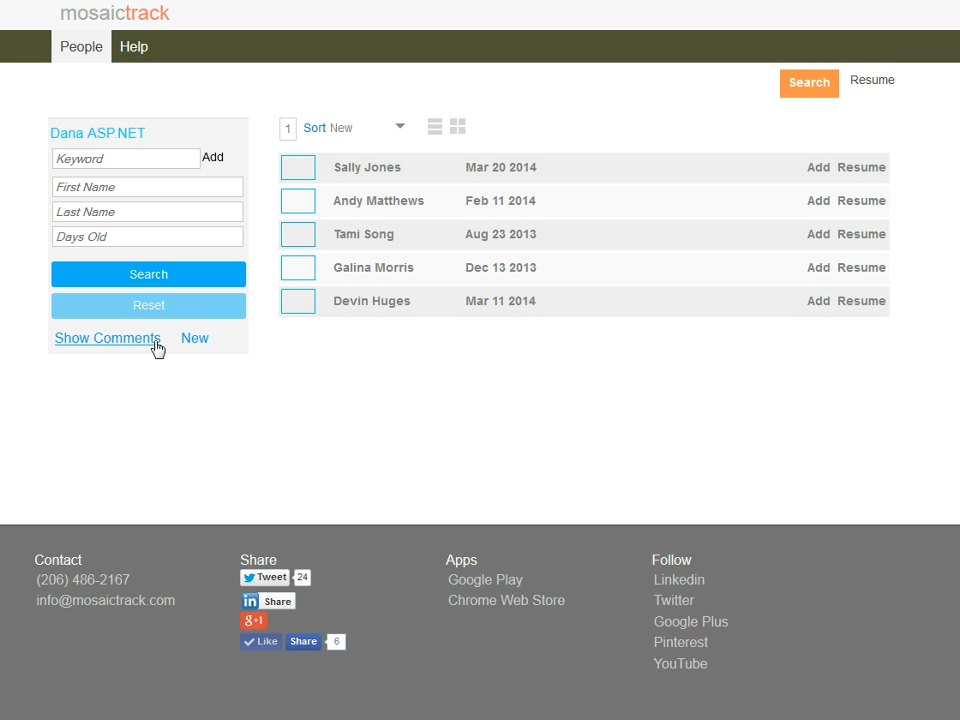 mosaictrack
People Help
Search Resume
Dana ASP.NET
Keyword Add
First Name
Last Name
Days Old
Search
Reset
Show Comments New
1 Sort New
Sally Jones Mar 20 2014 Add Resume
Andy Matthews Feb 11 2014 Add Resume
Tami Song Aug 23 2013 Add Resume
Galina Morris Dec 13 2013 Add Resume
Devin Huges Mar 11 2014 Add Resume
Contact
(206) 486-2167
info@mosaictrack.com
Share
Tweet 24
in Share
g+1
Like Share 6
Apps
Google Play
Chrome Web Store
Follow
Linkedin
Twitter
Google Plus
Pinterest
YouTube